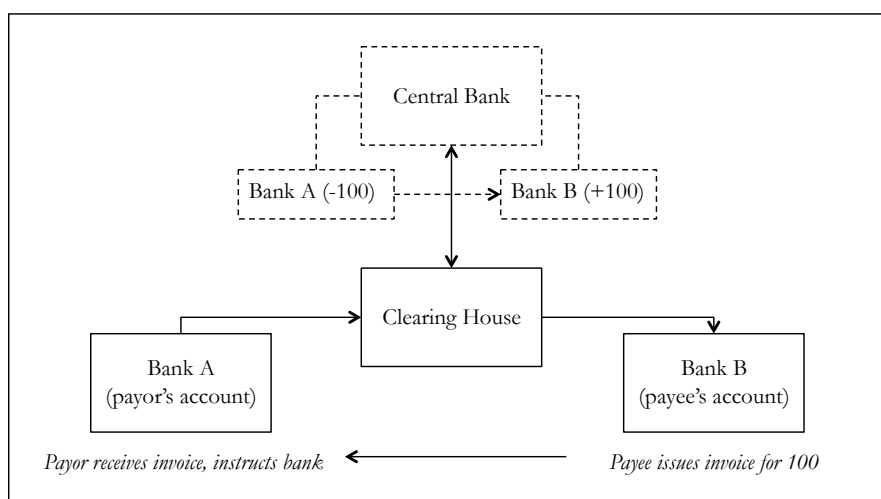 Central Bank
Bank A (-100)
Bank B (+100)
Clearing House
Bank A
(payor’s account)
Bank B
(payee’s account)
Payor receives invoice, instructs bank
Payee issues invoice for 100